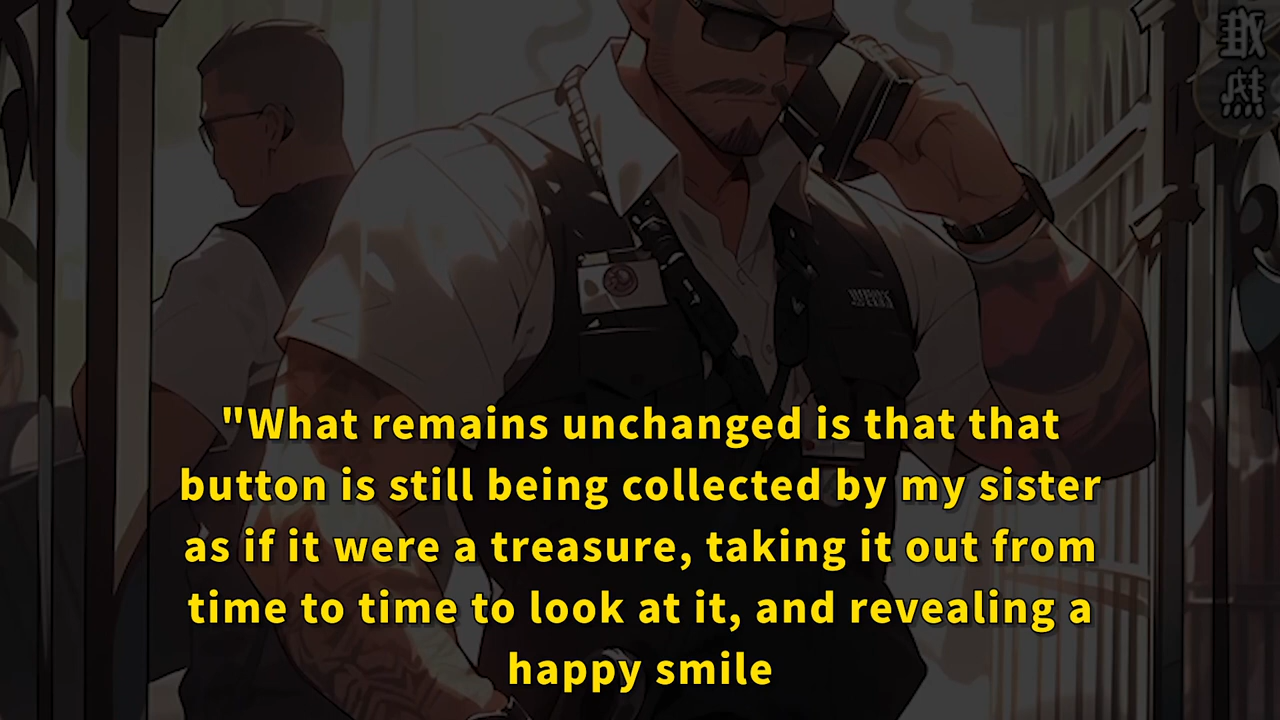 "What remains unchanged is that that
button is still being collected by my sister
as if it were a treasure, taking it out from
time to time to look at it, and revealing a
happy smile